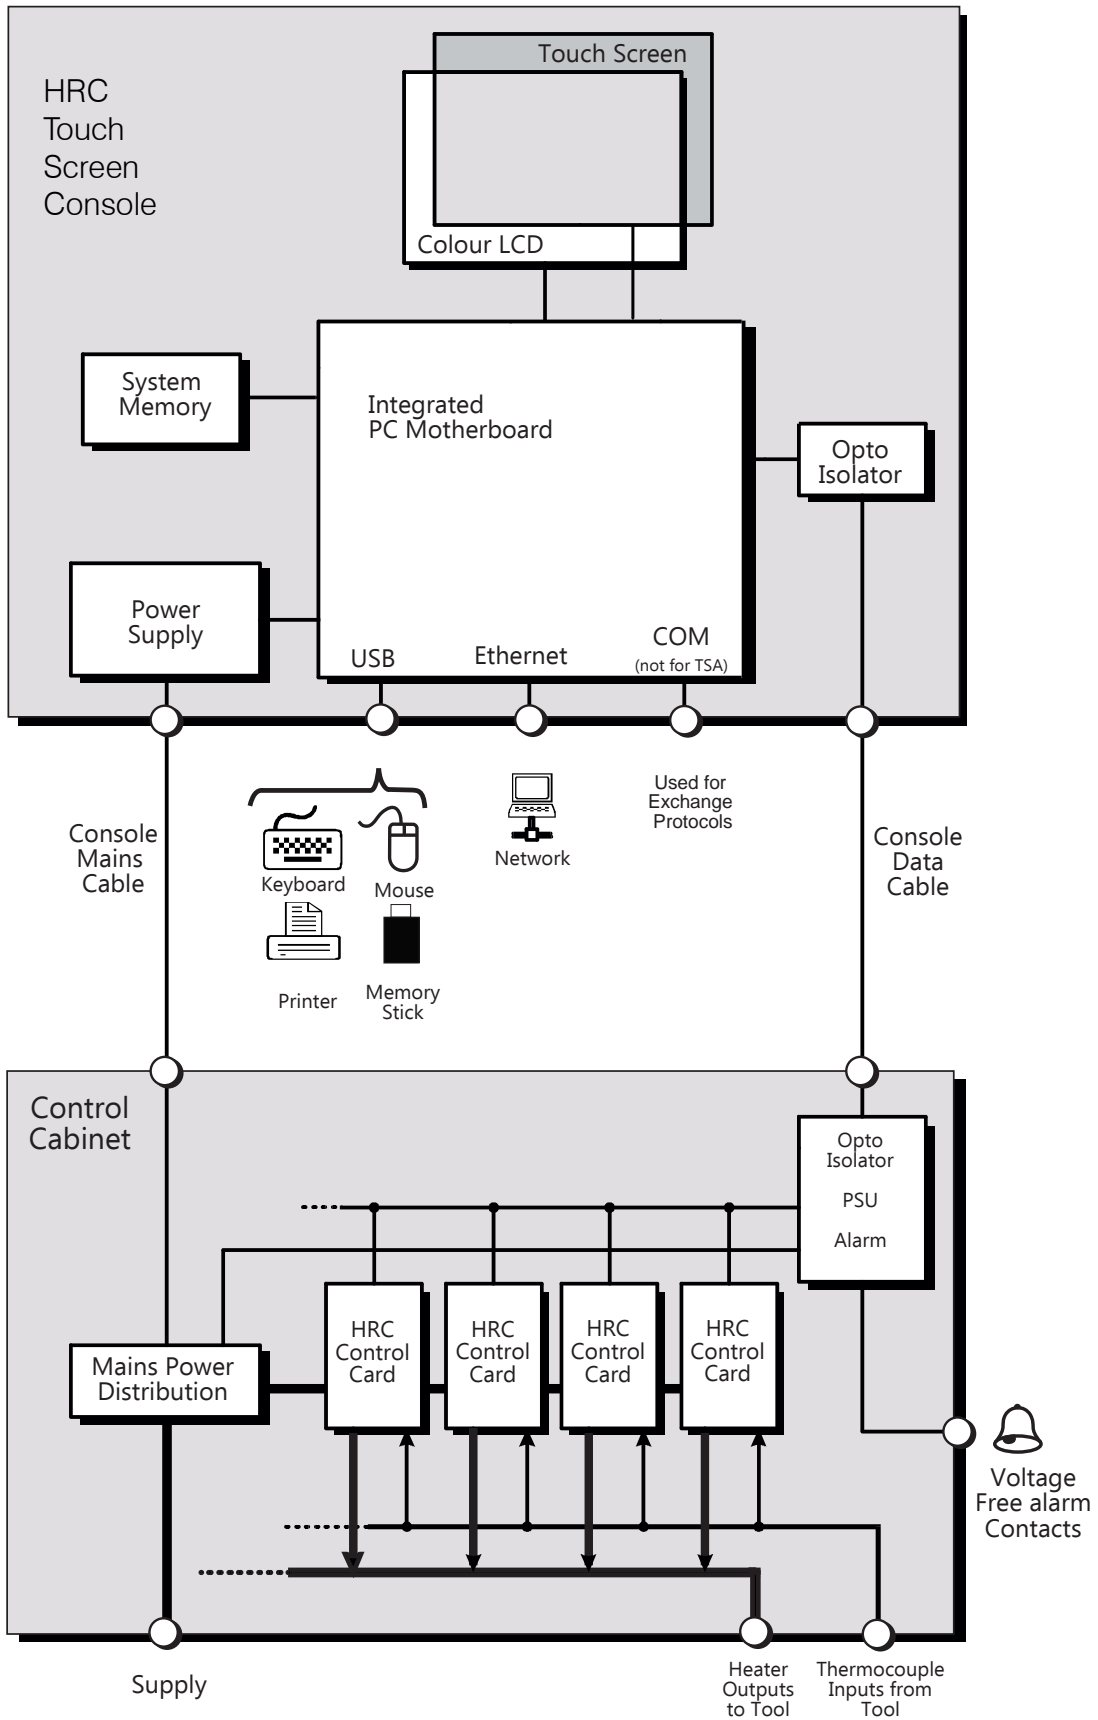 Touch Screen
HRC
Touch
Screen
Console
Colour LCD
System
Memory
Integrated
PC Motherboard
Opto
Isolator
Power
Supply
USB
Ethernet
COM
(not for TSA)
Console
Mains
Cable
Keyboard
Mouse
Printer
Memory
Stick
Network
Used for
Exchange
Protocols
Console
Data
Cable
Control
Cabinet
Opto
Isolator
PSU
Alarm
HRC
Control
Card
HRC
Control
Card
HRC
Control
Card
HRC
Control
Card
Mains Power
Distribution
Voltage
Free alarm
Contacts
Supply
Heater
Outputs
to Tool
Thermocouple
Inputs from
Tool